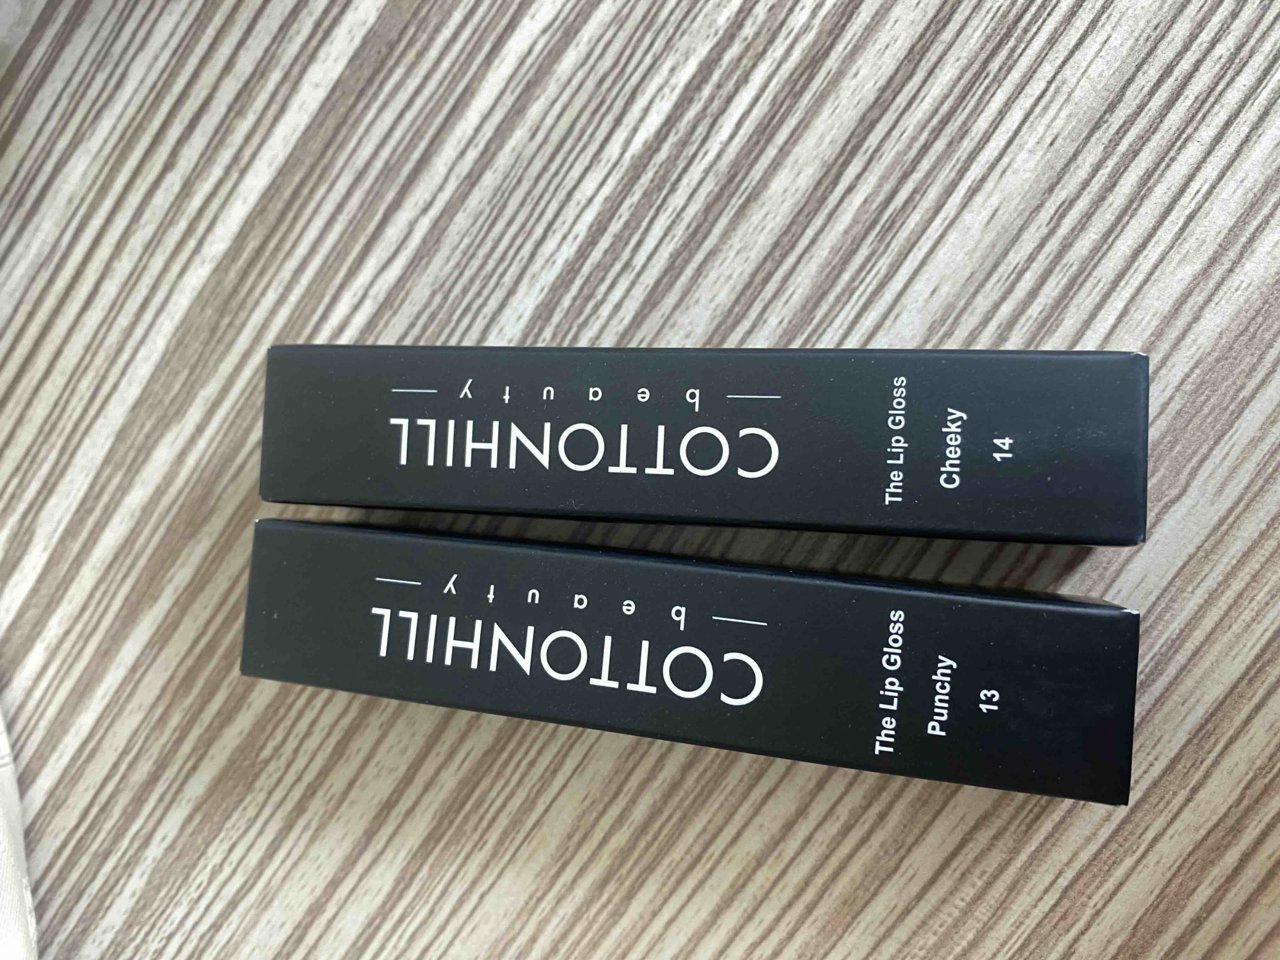 COTTONHILL
beauty
The Lip Gloss
Cheeky
14
COTTONHILL
beauty
The Lip Gloss
Punchy
13